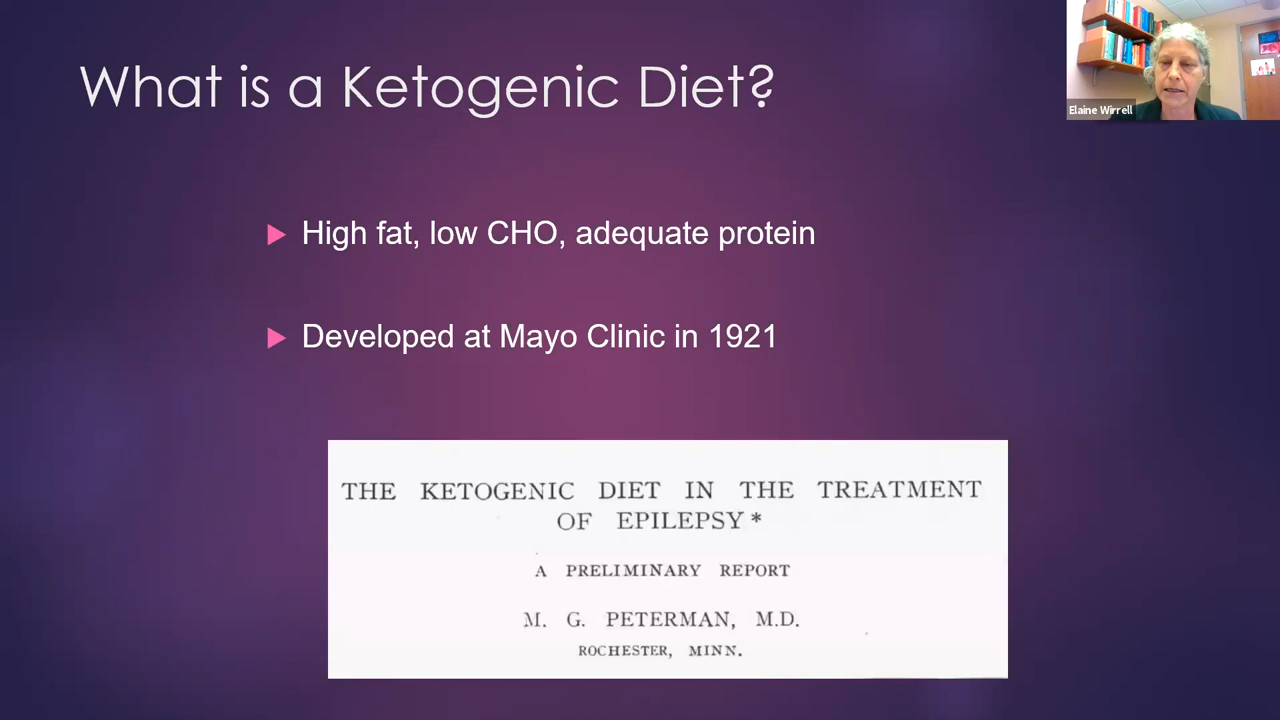 What is a Ketogenic Diet?
Elaine Wirrell
High fat, low CHO, adequate protein
Developed at Mayo Clinic in 1921
THE KETOGENIC DIET IN THE TREATMENT
OF EPILEPSY*
A PRELIMINARY REPORT
M. G. PETERMAN, M.D.
ROCHESTER, MINN.